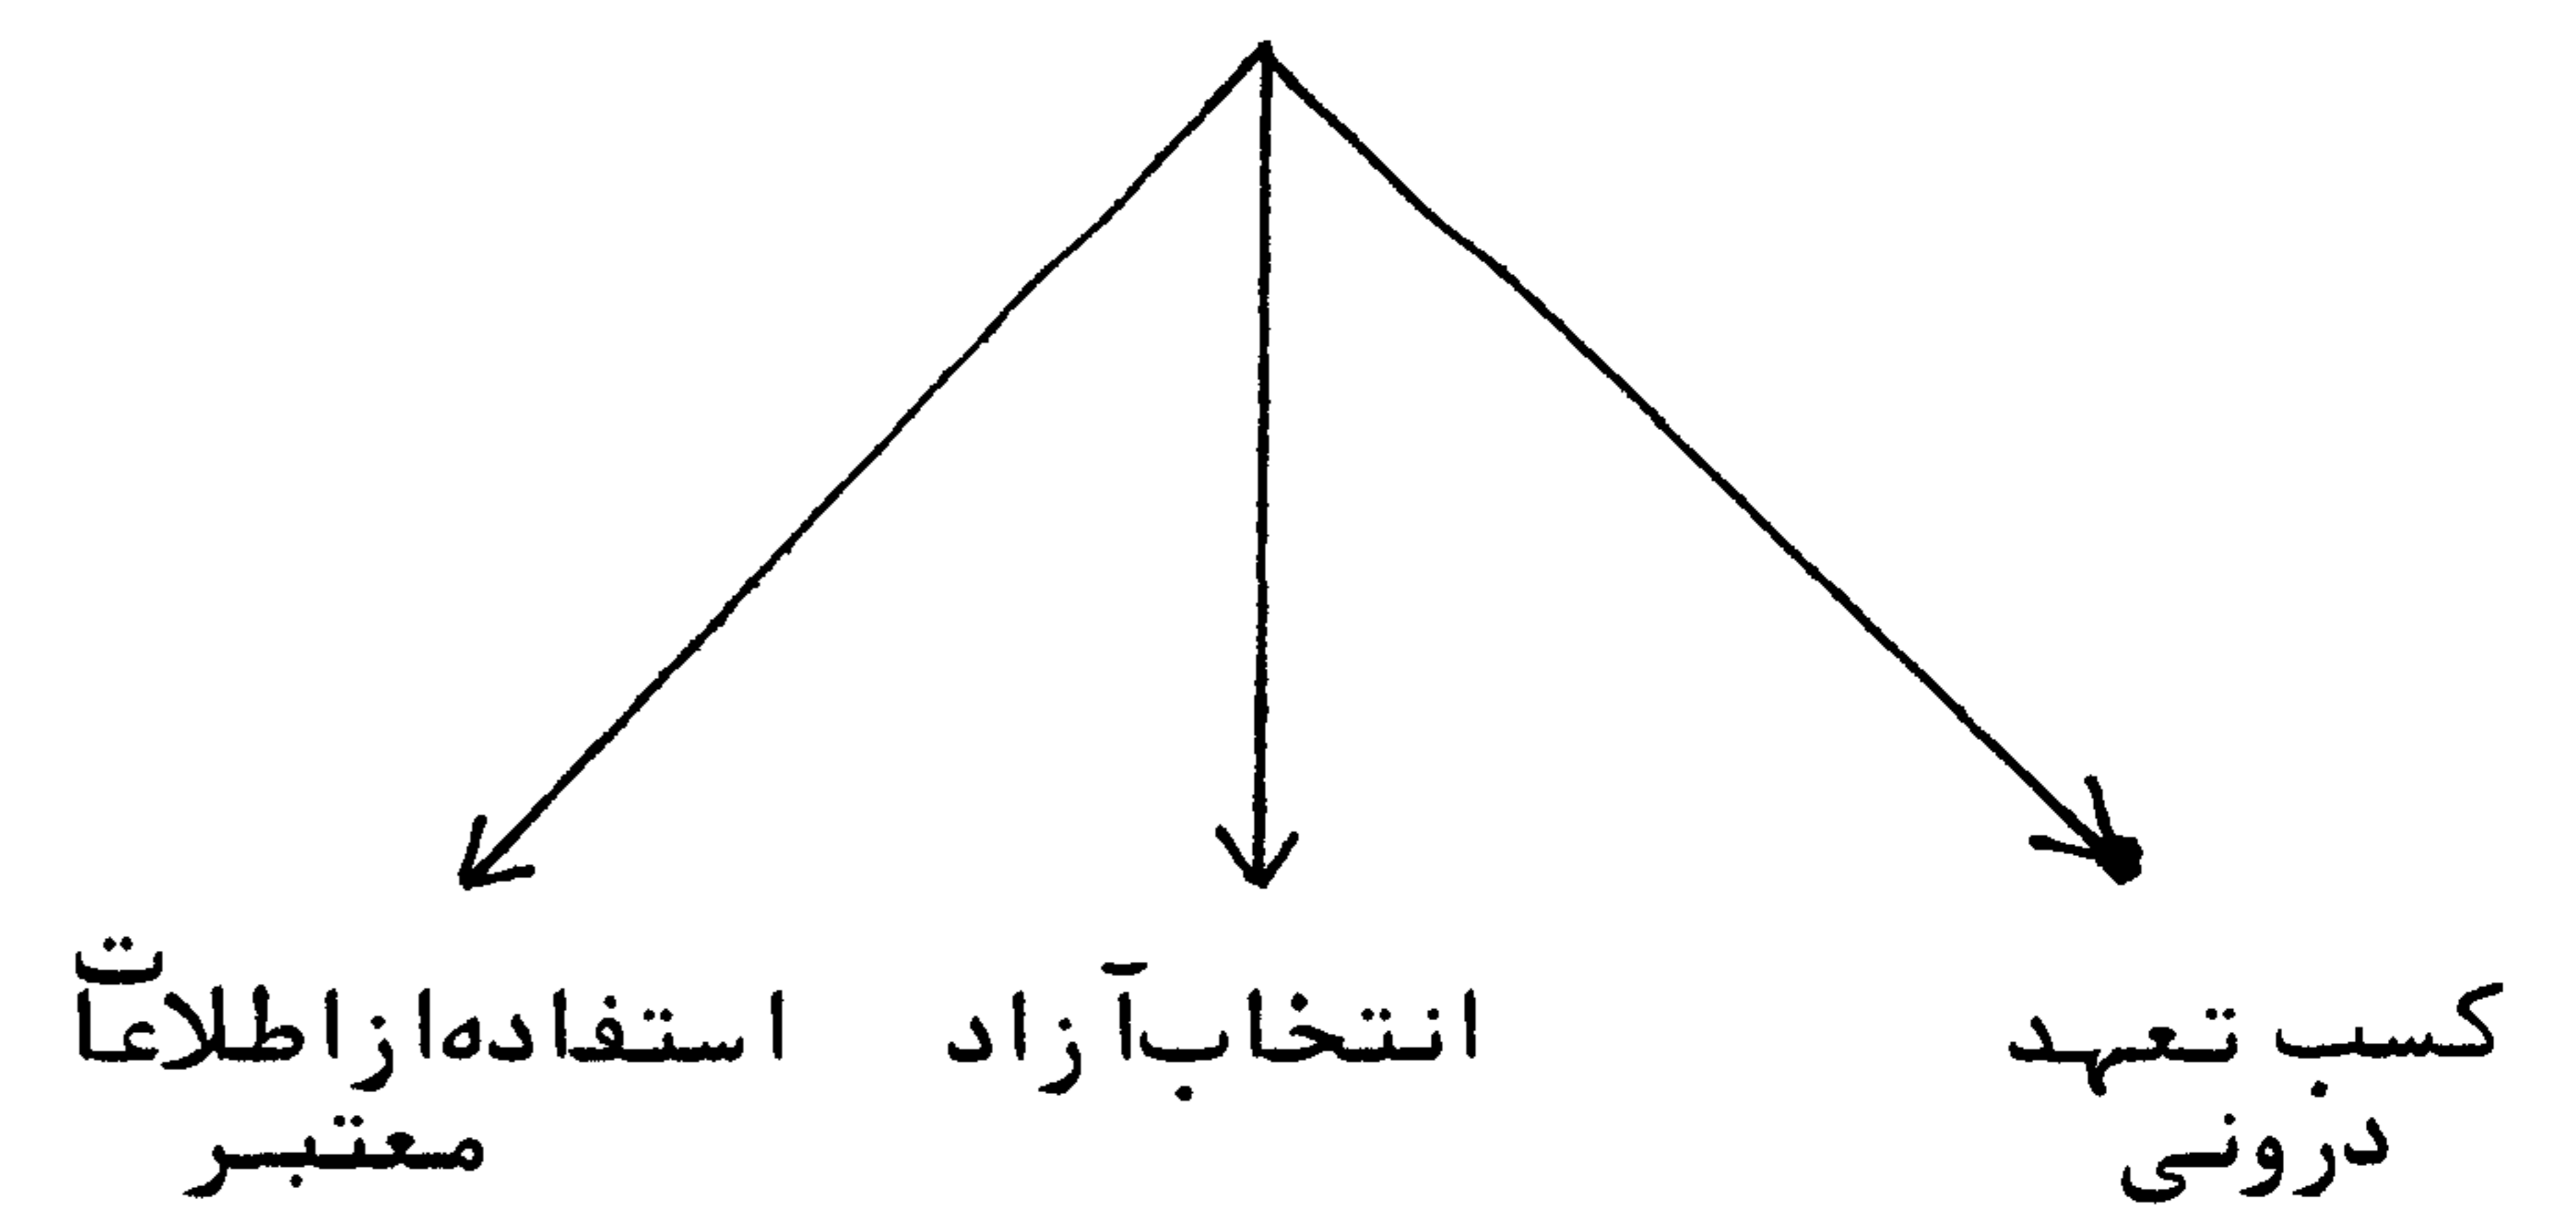 کسب تعهد
درونی
انتخاب آزاد
استفاده از اطلاعات
معتبر